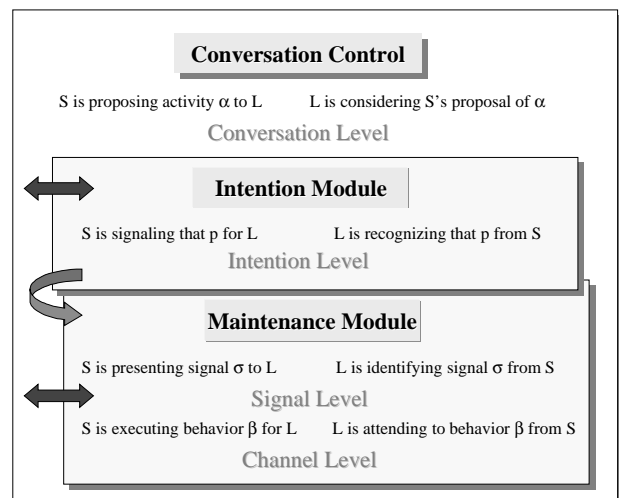 Conversation Control
S is proposing activity α to L L is considering S's proposal of α
Conversation Level
Intention Module
S is signaling that p for L L is recognizing that p from S
Intention Level
Maintenance Module
S is presenting signal σ to L L is identifying signal σ from S
Signal Level
S is executing behavior β for L L is attending to behavior β from S
Channel Level